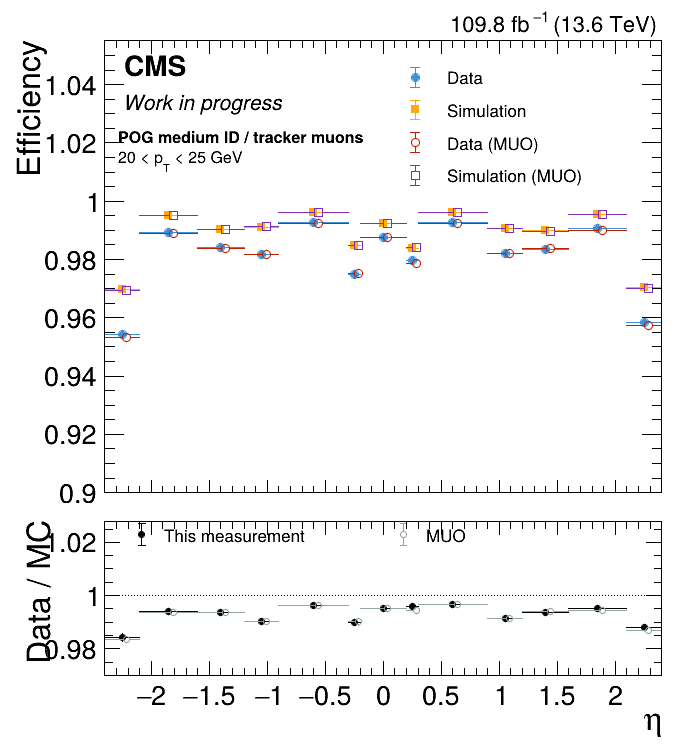 109.8 fb⁻¹ (13.6 TeV)
CMS
Work in progress
POG medium ID / tracker muons
20 < p_T < 25 GeV
Data
Simulation
Data (MUO)
Simulation (MUO)
Efficiency
1.04
1.02
1
0.98
0.96
0.94
0.92
0.9
This measurement
MUO
Data / MC
1.02
1
0.98
−2 −1.5 −1 −0.5 0 0.5 1 1.5 2
η